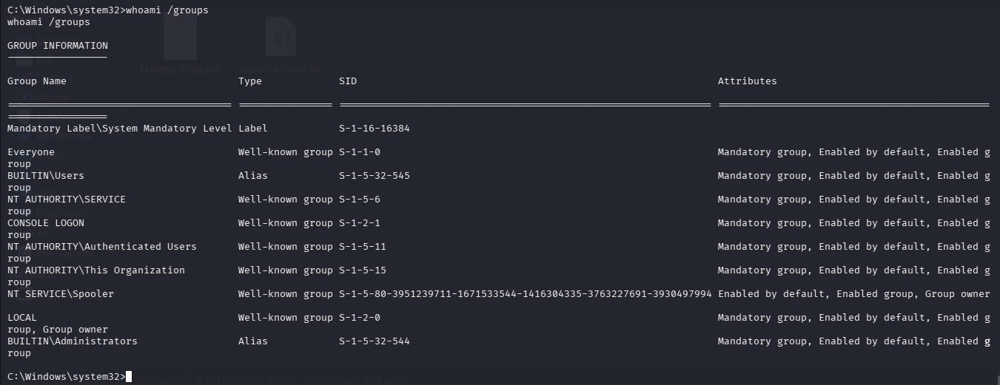 C:\Windows\system32>whoami /groups
whoami /groups
GROUP INFORMATION
Group Name Type SID Attributes
Mandatory Label\System Mandatory Level Label S-1-16-16384
Everyone Well-known group S-1-1-0 Mandatory group, Enabled by default, Enabled g
roup
BUILTIN\Users Alias S-1-5-32-545 Mandatory group, Enabled by default, Enabled g
roup
NT AUTHORITY\SERVICE Well-known group S-1-5-6 Mandatory group, Enabled by default, Enabled g
roup
CONSOLE LOGON Well-known group S-1-2-1 Mandatory group, Enabled by default, Enabled g
roup
NT AUTHORITY\Authenticated Users Well-known group S-1-5-11 Mandatory group, Enabled by default, Enabled g
roup
NT AUTHORITY\This Organization Well-known group S-1-5-15 Mandatory group, Enabled by default, Enabled g
roup
NT SERVICE\Spooler Well-known group S-1-5-80-3951239711-1671533544-1416304335-3763227691-3930497994 Enabled by default, Enabled group, Group owner
LOCAL Well-known group S-1-2-0 Mandatory group, Enabled by default, Enabled g
roup, Group owner
BUILTIN\Administrators Alias S-1-5-32-544 Mandatory group, Enabled by default, Enabled g
roup
C:\Windows\system32>
MaltegoTask.pdf
openVasScan.sh
Recent
Documents
Downloads